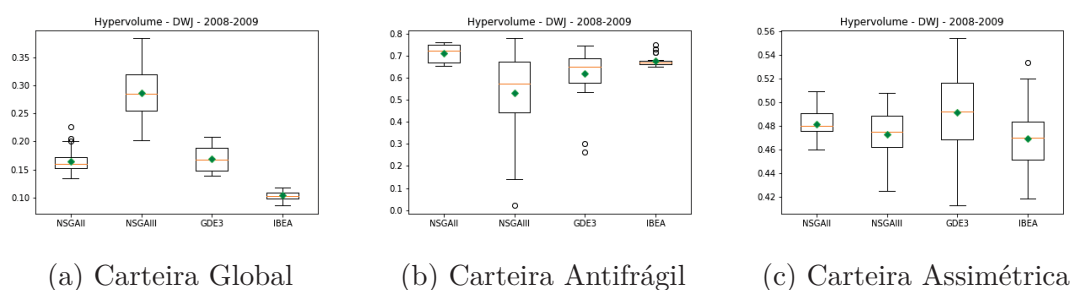 Hypervolume - DWJ - 2008-2009
0.35
0.30
0.25
0.20
0.15
0.10
NSGAII NSGAIII GDE3 IBEA
(a) Carteira Global
Hypervolume - DWJ - 2008-2009
0.8
0.7
0.6
0.5
0.4
0.3
0.2
0.1
0.0
NSGAII NSGAIII GDE3 IBEA
(b) Carteira Antifrágil
Hypervolume - DWJ - 2008-2009
0.56
0.54
0.52
0.50
0.48
0.46
0.44
0.42
NSGAII NSGAIII GDE3 IBEA
(c) Carteira Assimétrica